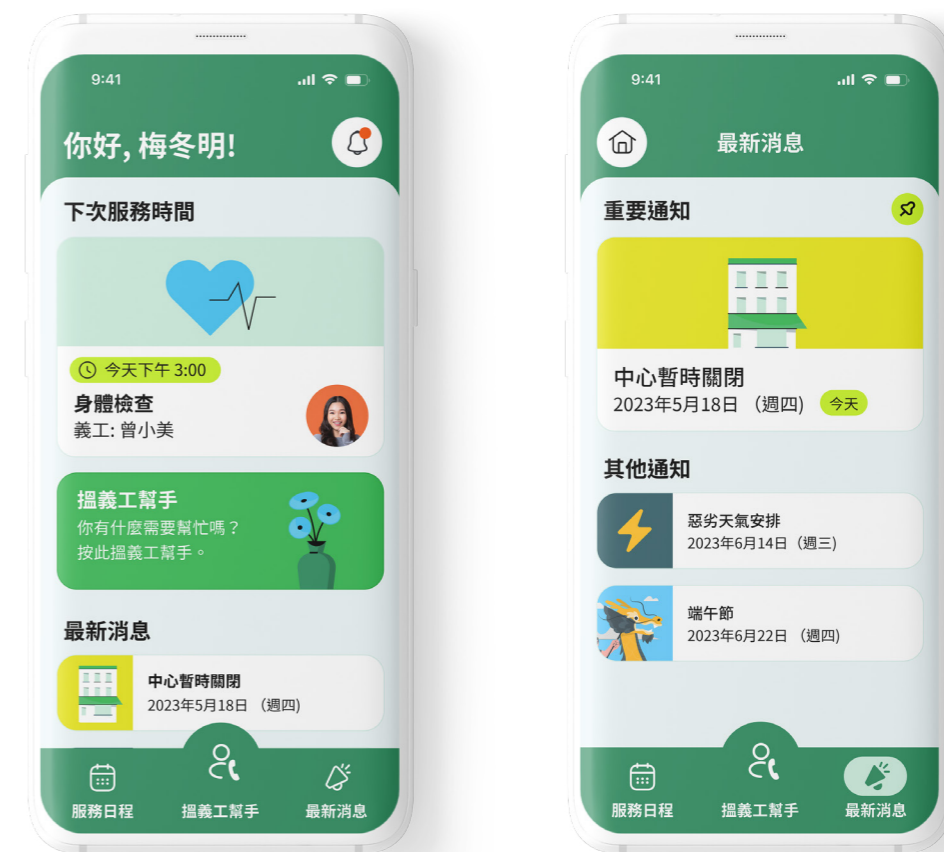 9:41
你好, 梅冬明!
下次服務時間
今天下午 3:00
身體檢查
義工: 曾小美
搵義工幫手
你有什麼需要幫忙嗎？
按此搵義工幫手。
最新消息
中心暫時關閉
2023年5月18日 （週四)
服務日程
搵義工幫手
最新消息
9:41
最新消息
重要通知
中心暫時關閉
2023年5月18日 （週四)
今天
其他通知
惡劣天氣安排
2023年6月14日（週三)
端午節
2023年6月22日 （週四)
服務日程
搵義工幫手
最新消息